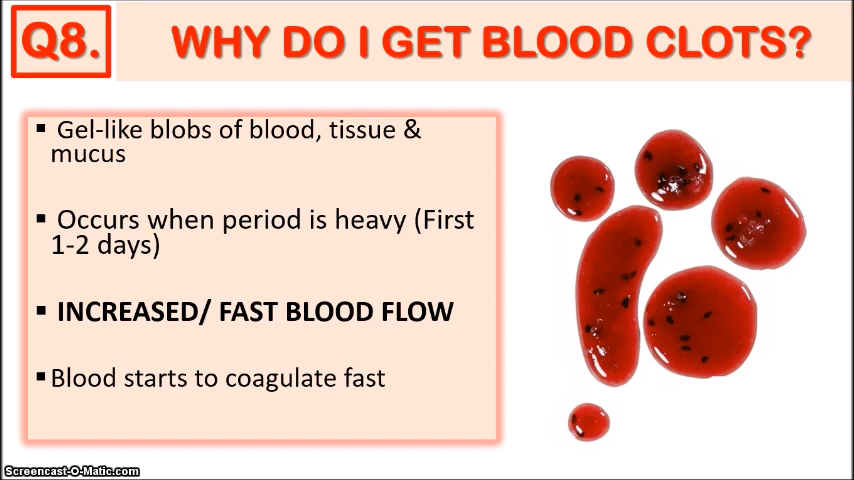 Q8.
WHY DO I GET BLOOD CLOTS?
▪ Gel-like blobs of blood, tissue &
mucus
▪ Occurs when period is heavy (First
1-2 days)
▪ INCREASED/ FAST BLOOD FLOW
▪ Blood starts to coagulate fast
Screencast-O-Matic.com